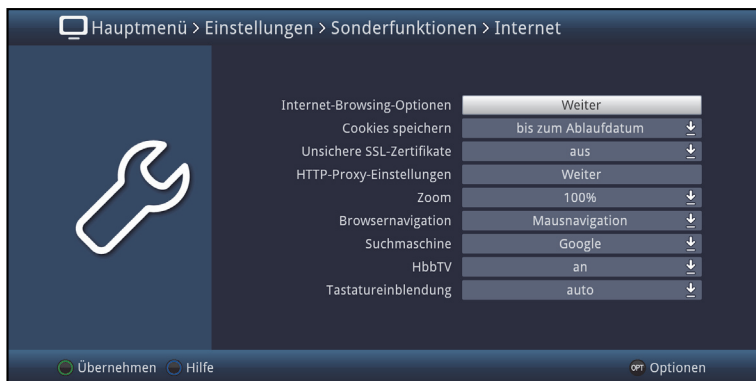 Hauptmenü > Einstellungen > Sonderfunktionen > Internet
Internet-Browsing-Optionen Weiter
Cookies speichern bis zum Ablaufdatum
Unsichere SSL-Zertifikate aus
HTTP-Proxy-Einstellungen Weiter
Zoom 100%
Browsernavigation Mausnavigation
Suchmaschine Google
HbbTV an
Tastatureinblendung auto
Übernehmen Hilfe OPT Optionen